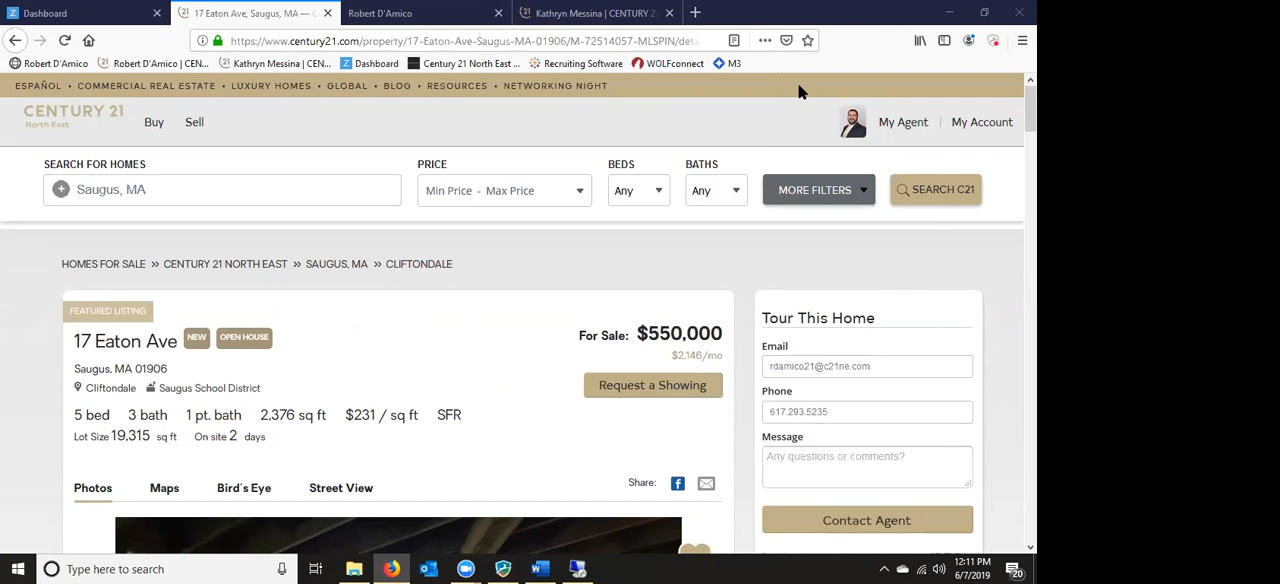 Dashboard
17 Eaton Ave, Saugus, MA — C
Robert D'Amico
Kathryn Messina | CENTURY 2
https://www.century21.com/property/17-Eaton-Ave-Saugus-MA-01906/M-72514057-MLSPIN/deta
Robert D'Amico
Robert D'Amico | CEN...
Kathryn Messina | CEN...
Dashboard
Century 21 North East ...
Recruiting Software
WOLFconnect
M3
ESPAÑOL • COMMERCIAL REAL ESTATE • LUXURY HOMES • GLOBAL • BLOG • RESOURCES • NETWORKING NIGHT
CENTURY 21
North East
Buy
Sell
My Agent
My Account
SEARCH FOR HOMES
PRICE
BEDS
BATHS
Saugus, MA
Min Price - Max Price
Any
Any
MORE FILTERS
SEARCH C21
HOMES FOR SALE » CENTURY 21 NORTH EAST » SAUGUS, MA » CLIFTONDALE
FEATURED LISTING
17 Eaton Ave NEW OPEN HOUSE
For Sale: $550,000
$2,146/mo
Saugus, MA 01906
Cliftondale Saugus School District
Request a Showing
5 bed 3 bath 1 pt. bath 2,376 sq ft $231 / sq ft SFR
Lot Size 19,315 sq ft On site 2 days
Photos Maps Bird's Eye Street View
Share:
Tour This Home
Email
rdamico21@c21ne.com
Phone
617.293.5235
Message
Any questions or comments?
Contact Agent
Type here to search
12:11 PM
6/7/2019
20